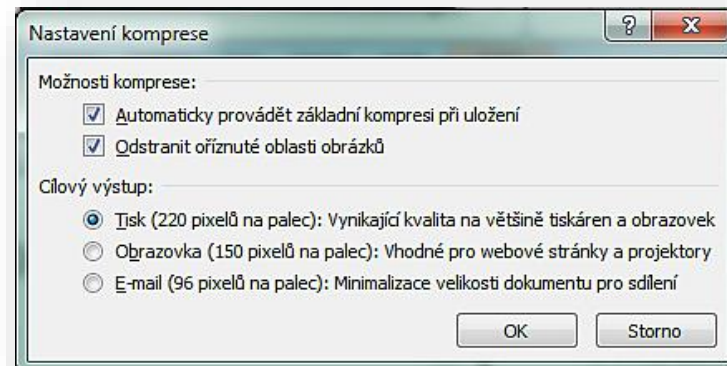 Nastavení komprese
Možnosti komprese:
Automaticky provádět základní kompresi při uložení
Odstranit oříznuté oblasti obrázků
Cílový výstup:
Tisk (220 pixelů na palec): Vynikající kvalita na většině tiskáren a obrazovek
Obrazovka (150 pixelů na palec): Vhodné pro webové stránky a projektory
E-mail (96 pixelů na palec): Minimalizace velikosti dokumentu pro sdílení
OK Storno